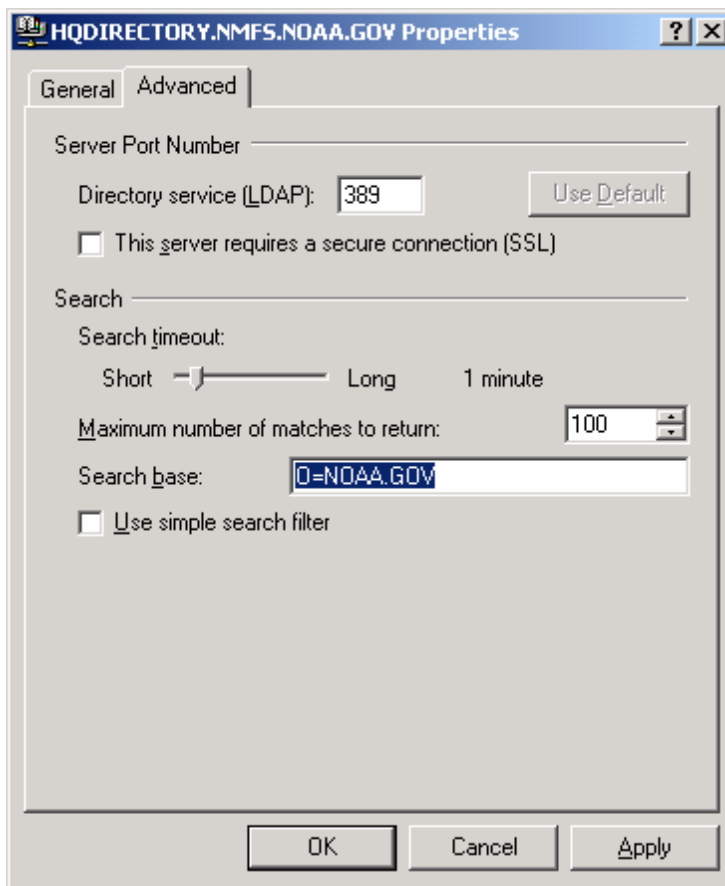 HQDIRECTORY.NMFS.NOAA.GOV Properties
General Advanced
Server Port Number
Directory service (LDAP): 389 Use Default
This server requires a secure connection (SSL)
Search
Search timeout:
Short Long 1 minute
Maximum number of matches to return: 100
Search base: O=NOAA.GOV
Use simple search filter
OK Cancel Apply